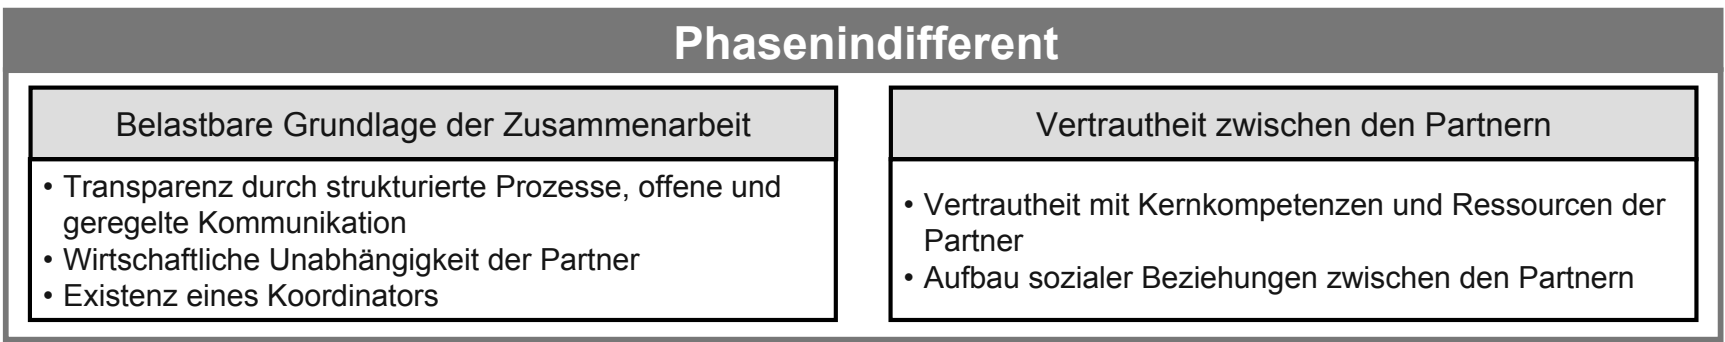 Phasenindifferent
Belastbare Grundlage der Zusammenarbeit
• Transparenz durch strukturierte Prozesse, offene und
geregelte Kommunikation
• Wirtschaftliche Unabhängigkeit der Partner
• Existenz eines Koordinators
Vertrautheit zwischen den Partnern
• Vertrautheit mit Kernkompetenzen und Ressourcen der
Partner
• Aufbau sozialer Beziehungen zwischen den Partnern